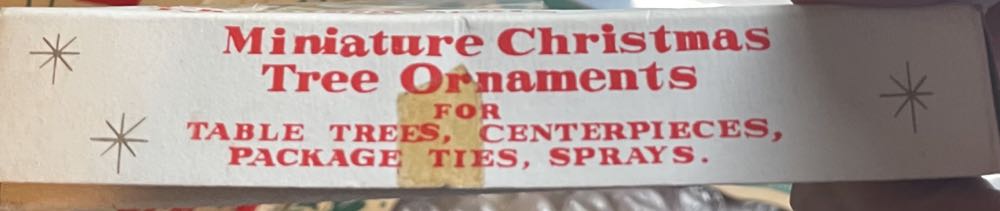 Miniature Christmas
Tree Ornaments
FOR
TABLE TREES, CENTERPIECES,
PACKAGE TIES, SPRAYS.